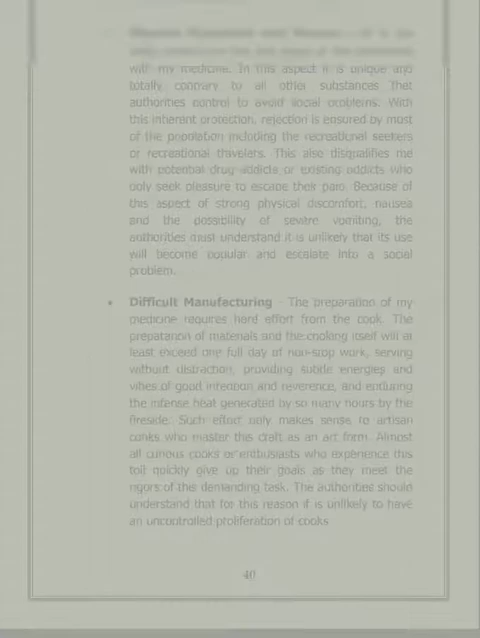 with my medicine. In this aspect it is unique and
totally contrary to all other substances that
authorities control to avoid social problems. With
this inherent protection, rejection is ensured by most
of the population including the recreational seekers
or recreational travelers. This also disqualifies me
with potential drug addicts or existing addicts who
only seek pleasure to escape their pain. Because of
this aspect of strong physical discomfort, nausea
and the possibility of severe vomiting, the
authorities must understand it is unlikely that its use
will become popular and escalate into a social
problem.
• Difficult Manufacturing - The preparation of my
medicine requires hard effort from the cook. The
preparation of materials and the cooking itself will at
least exceed one full day of non-stop work, serving
without distraction, providing subtle energies and
vibes of good intention and reverence, and enduring
the intense heat generated by so many hours by the
fireside. Such effort only makes sense to artisan
cooks who master this craft as an art form. Almost
all curious cooks or enthusiasts who experience this
toil quickly give up their goals as they meet the
rigors of this demanding task. The authorities should
understand that for this reason it is unlikely to have
an uncontrolled proliferation of cooks
40